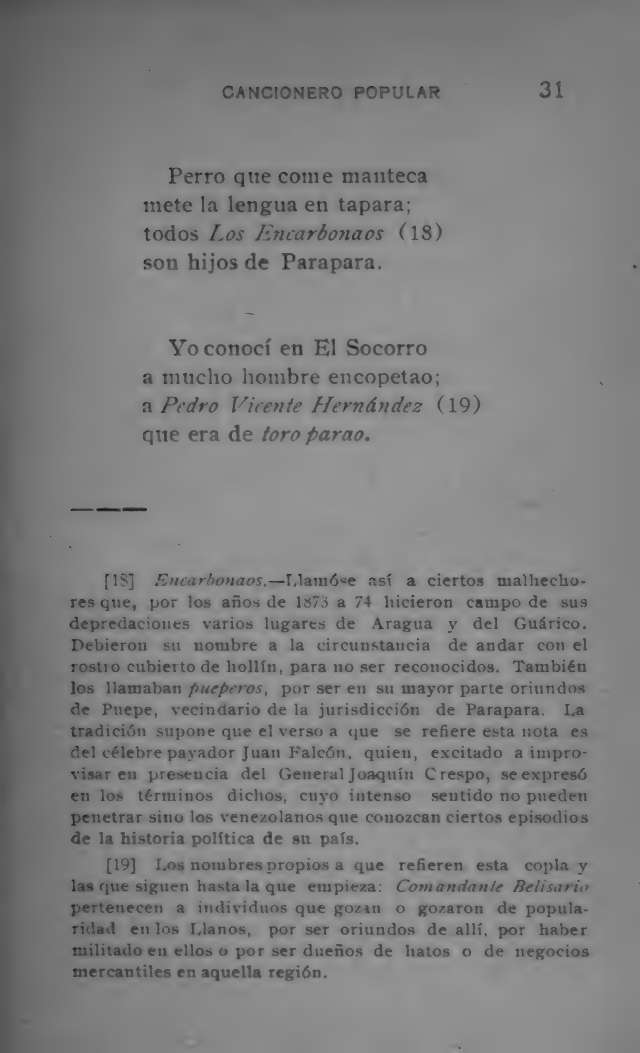 CANCIONERO POPULAR 31
Perro que come manteca
mete la lengua en tapara;
todos Los Encarbonaos (18)
son hijos de Parapara.
Yo conocí en El Socorro
a mucho hombre encopetao;
a Pedro Vicente Hernández (19)
que era de toro parao.
[18] Encarbonaos.—Llamóse así a ciertos malhecho-
res que, por los años de 1873 a 74 hicieron campo de sus
depredaciones varios lugares de Aragua y del Guárico.
Debieron su nombre a la circunstancia de andar con el
rostro cubierto de hollín, para no ser reconocidos. También
los llamaban pueperos, por ser en su mayor parte oriundos
de Puepe, vecindario de la jurisdicción de Parapara. La
tradición supone que el verso a que se refiere esta nota es
del célebre payador Juan Falcón, quien, excitado a impro-
visar en presencia del General Joaquín Crespo, se expresó
en los términos dichos, cuyo intenso sentido no pueden
penetrar sino los venezolanos que conozcan ciertos episodios
de la historia política de su país.
[19] Los nombres propios a que refieren esta copla y
las que siguen hasta la que empieza: Comandante Belisario
pertenecen a individuos que gozan o gozaron de popula-
ridad en los Llanos, por ser oriundos de allí, por haber
militado en ellos o por ser dueños de hatos o de negocios
mercantiles en aquella región.